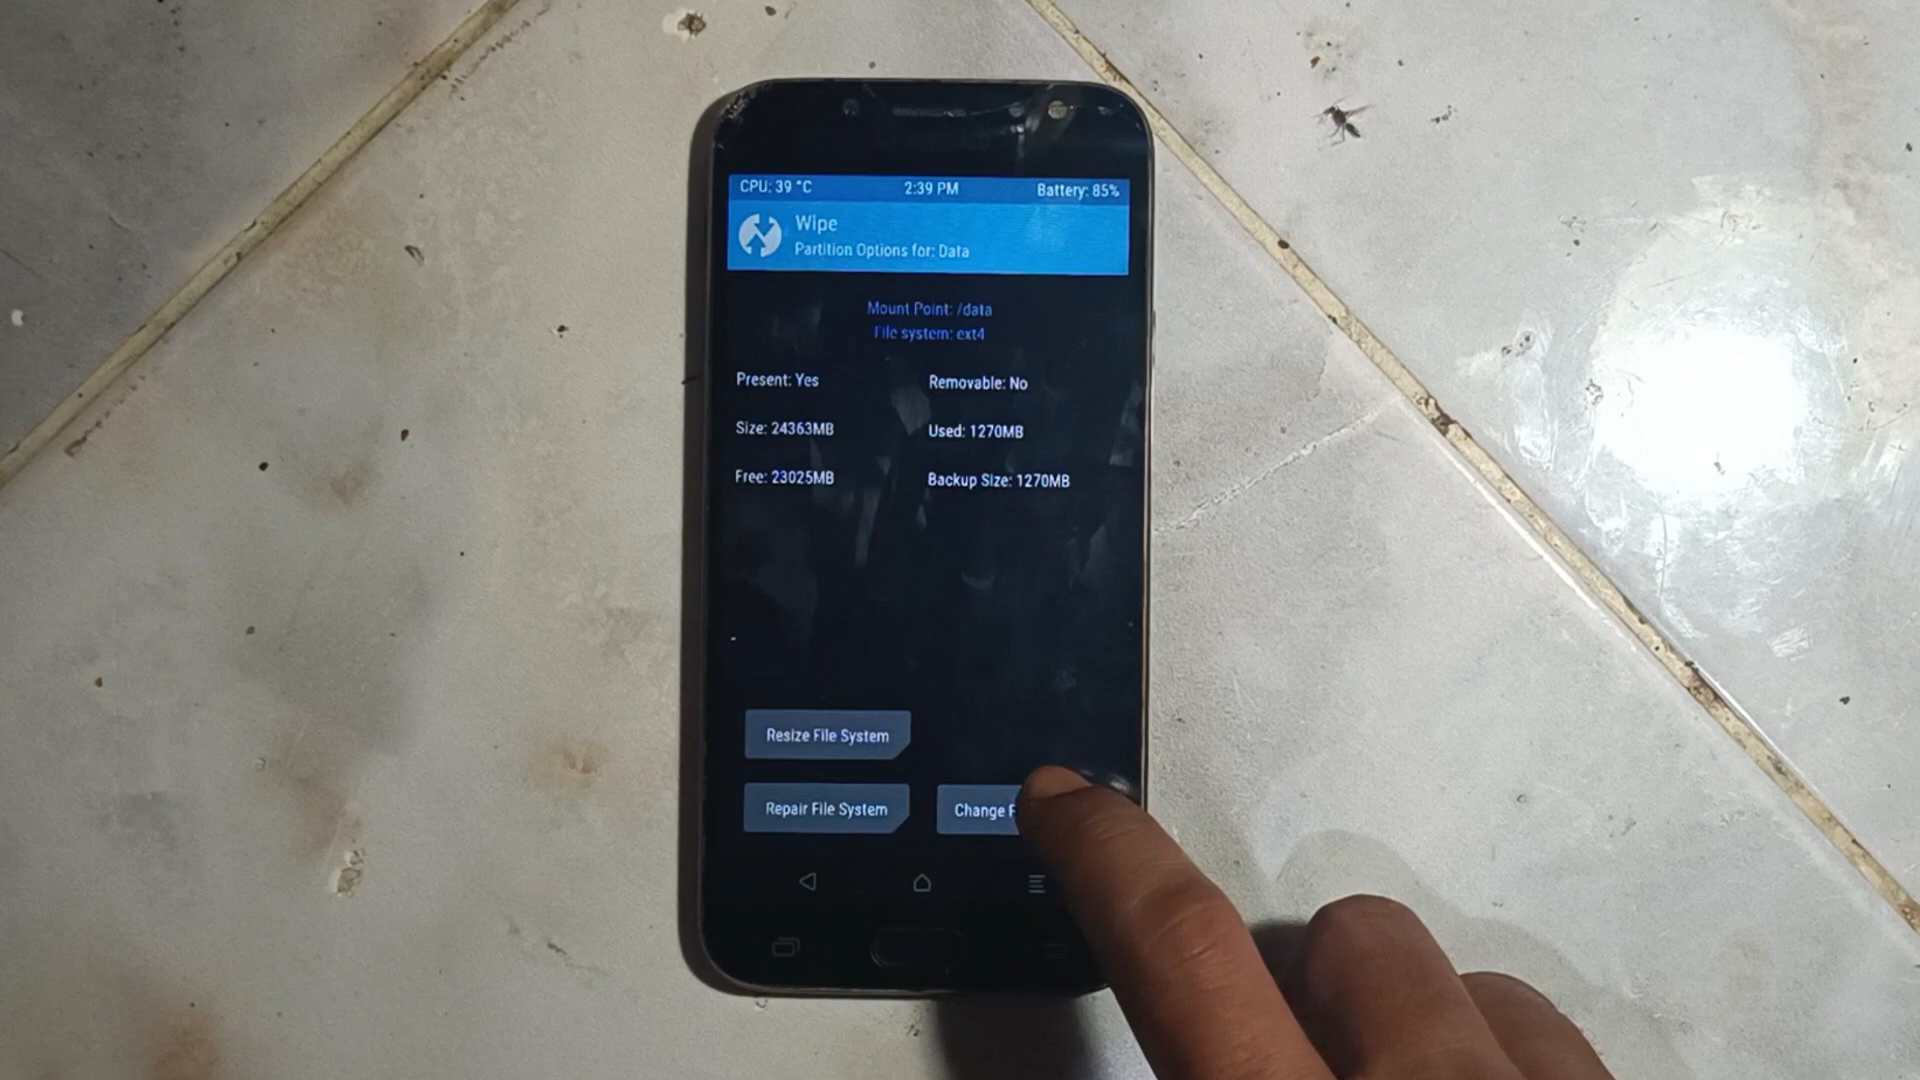 CPU: 39 °C 2:39 PM Battery: 85%
Wipe
Partition Options for: Data
Mount Point: /data
File system: ext4
Present: Yes Removable: No
Size: 24363MB Used: 1270MB
Free: 23025MB Backup Size: 1270MB
Resize File System
Repair File System Change